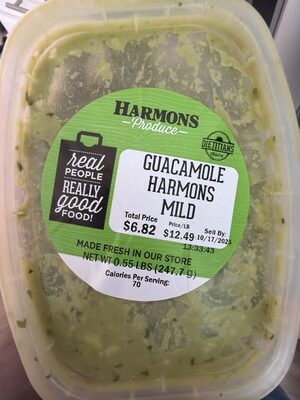 HARMONS
Produce
DIETITIANS
Choice
real
PEOPLE
REALLY
good
FOOD!
GUACAMOLE
HARMONS
MILD
Total Price Price/LB Sell By:
$6.82 $12.49 10/17/2025
13:33:43
MADE FRESH IN OUR STORE
NET WT 0.55 LBS (247.7 g)
Calories Per Serving:
70